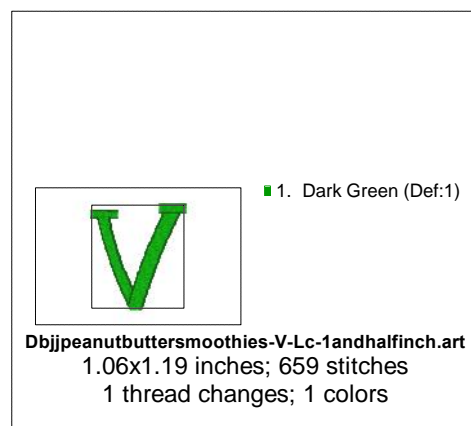 1. Dark Green (Def:1)
V
Dbjjpeanutbuttersmoothies-V-Lc-1andhalfinch.art
1.06x1.19 inches; 659 stitches
1 thread changes; 1 colors